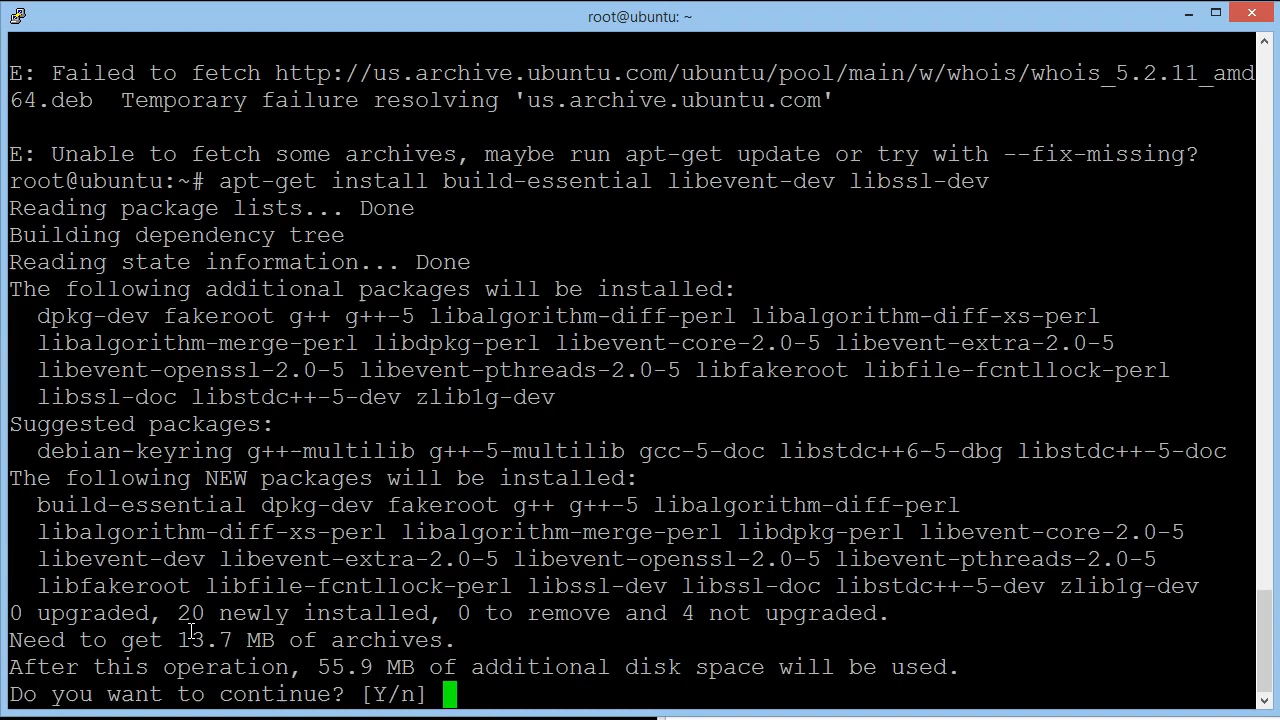 root@ubuntu: ~
E: Failed to fetch http://us.archive.ubuntu.com/ubuntu/pool/main/w/whois/whois_5.2.11_amd
64.deb  Temporary failure resolving 'us.archive.ubuntu.com'
E: Unable to fetch some archives, maybe run apt-get update or try with --fix-missing?
root@ubuntu:~# apt-get install build-essential libevent-dev libssl-dev
Reading package lists... Done
Building dependency tree
Reading state information... Done
The following additional packages will be installed:
  dpkg-dev fakeroot g++ g++-5 libalgorithm-diff-perl libalgorithm-diff-xs-perl
  libalgorithm-merge-perl libdpkg-perl libevent-core-2.0-5 libevent-extra-2.0-5
  libevent-openssl-2.0-5 libevent-pthreads-2.0-5 libfakeroot libfile-fcntllock-perl
  libssl-doc libstdc++-5-dev zlib1g-dev
Suggested packages:
  debian-keyring g++-multilib g++-5-multilib gcc-5-doc libstdc++6-5-dbg libstdc++-5-doc
The following NEW packages will be installed:
  build-essential dpkg-dev fakeroot g++ g++-5 libalgorithm-diff-perl
  libalgorithm-diff-xs-perl libalgorithm-merge-perl libdpkg-perl libevent-core-2.0-5
  libevent-dev libevent-extra-2.0-5 libevent-openssl-2.0-5 libevent-pthreads-2.0-5
  libfakeroot libfile-fcntllock-perl libssl-dev libssl-doc libstdc++-5-dev zlib1g-dev
0 upgraded, 20 newly installed, 0 to remove and 4 not upgraded.
Need to get 13.7 MB of archives.
After this operation, 55.9 MB of additional disk space will be used.
Do you want to continue? [Y/n]